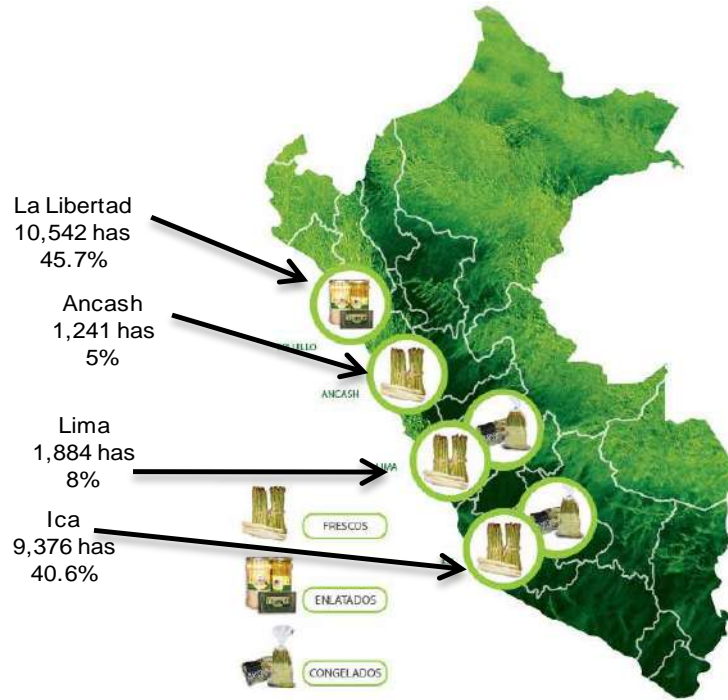 La Libertad
10,542 has
45.7%
Ancash
1,241 has
5%
ANCASH
Lima
1,884 has
8%
Ica
9,376 has
40.6%
FRESCOS
ENLATADOS
CONGELADOS